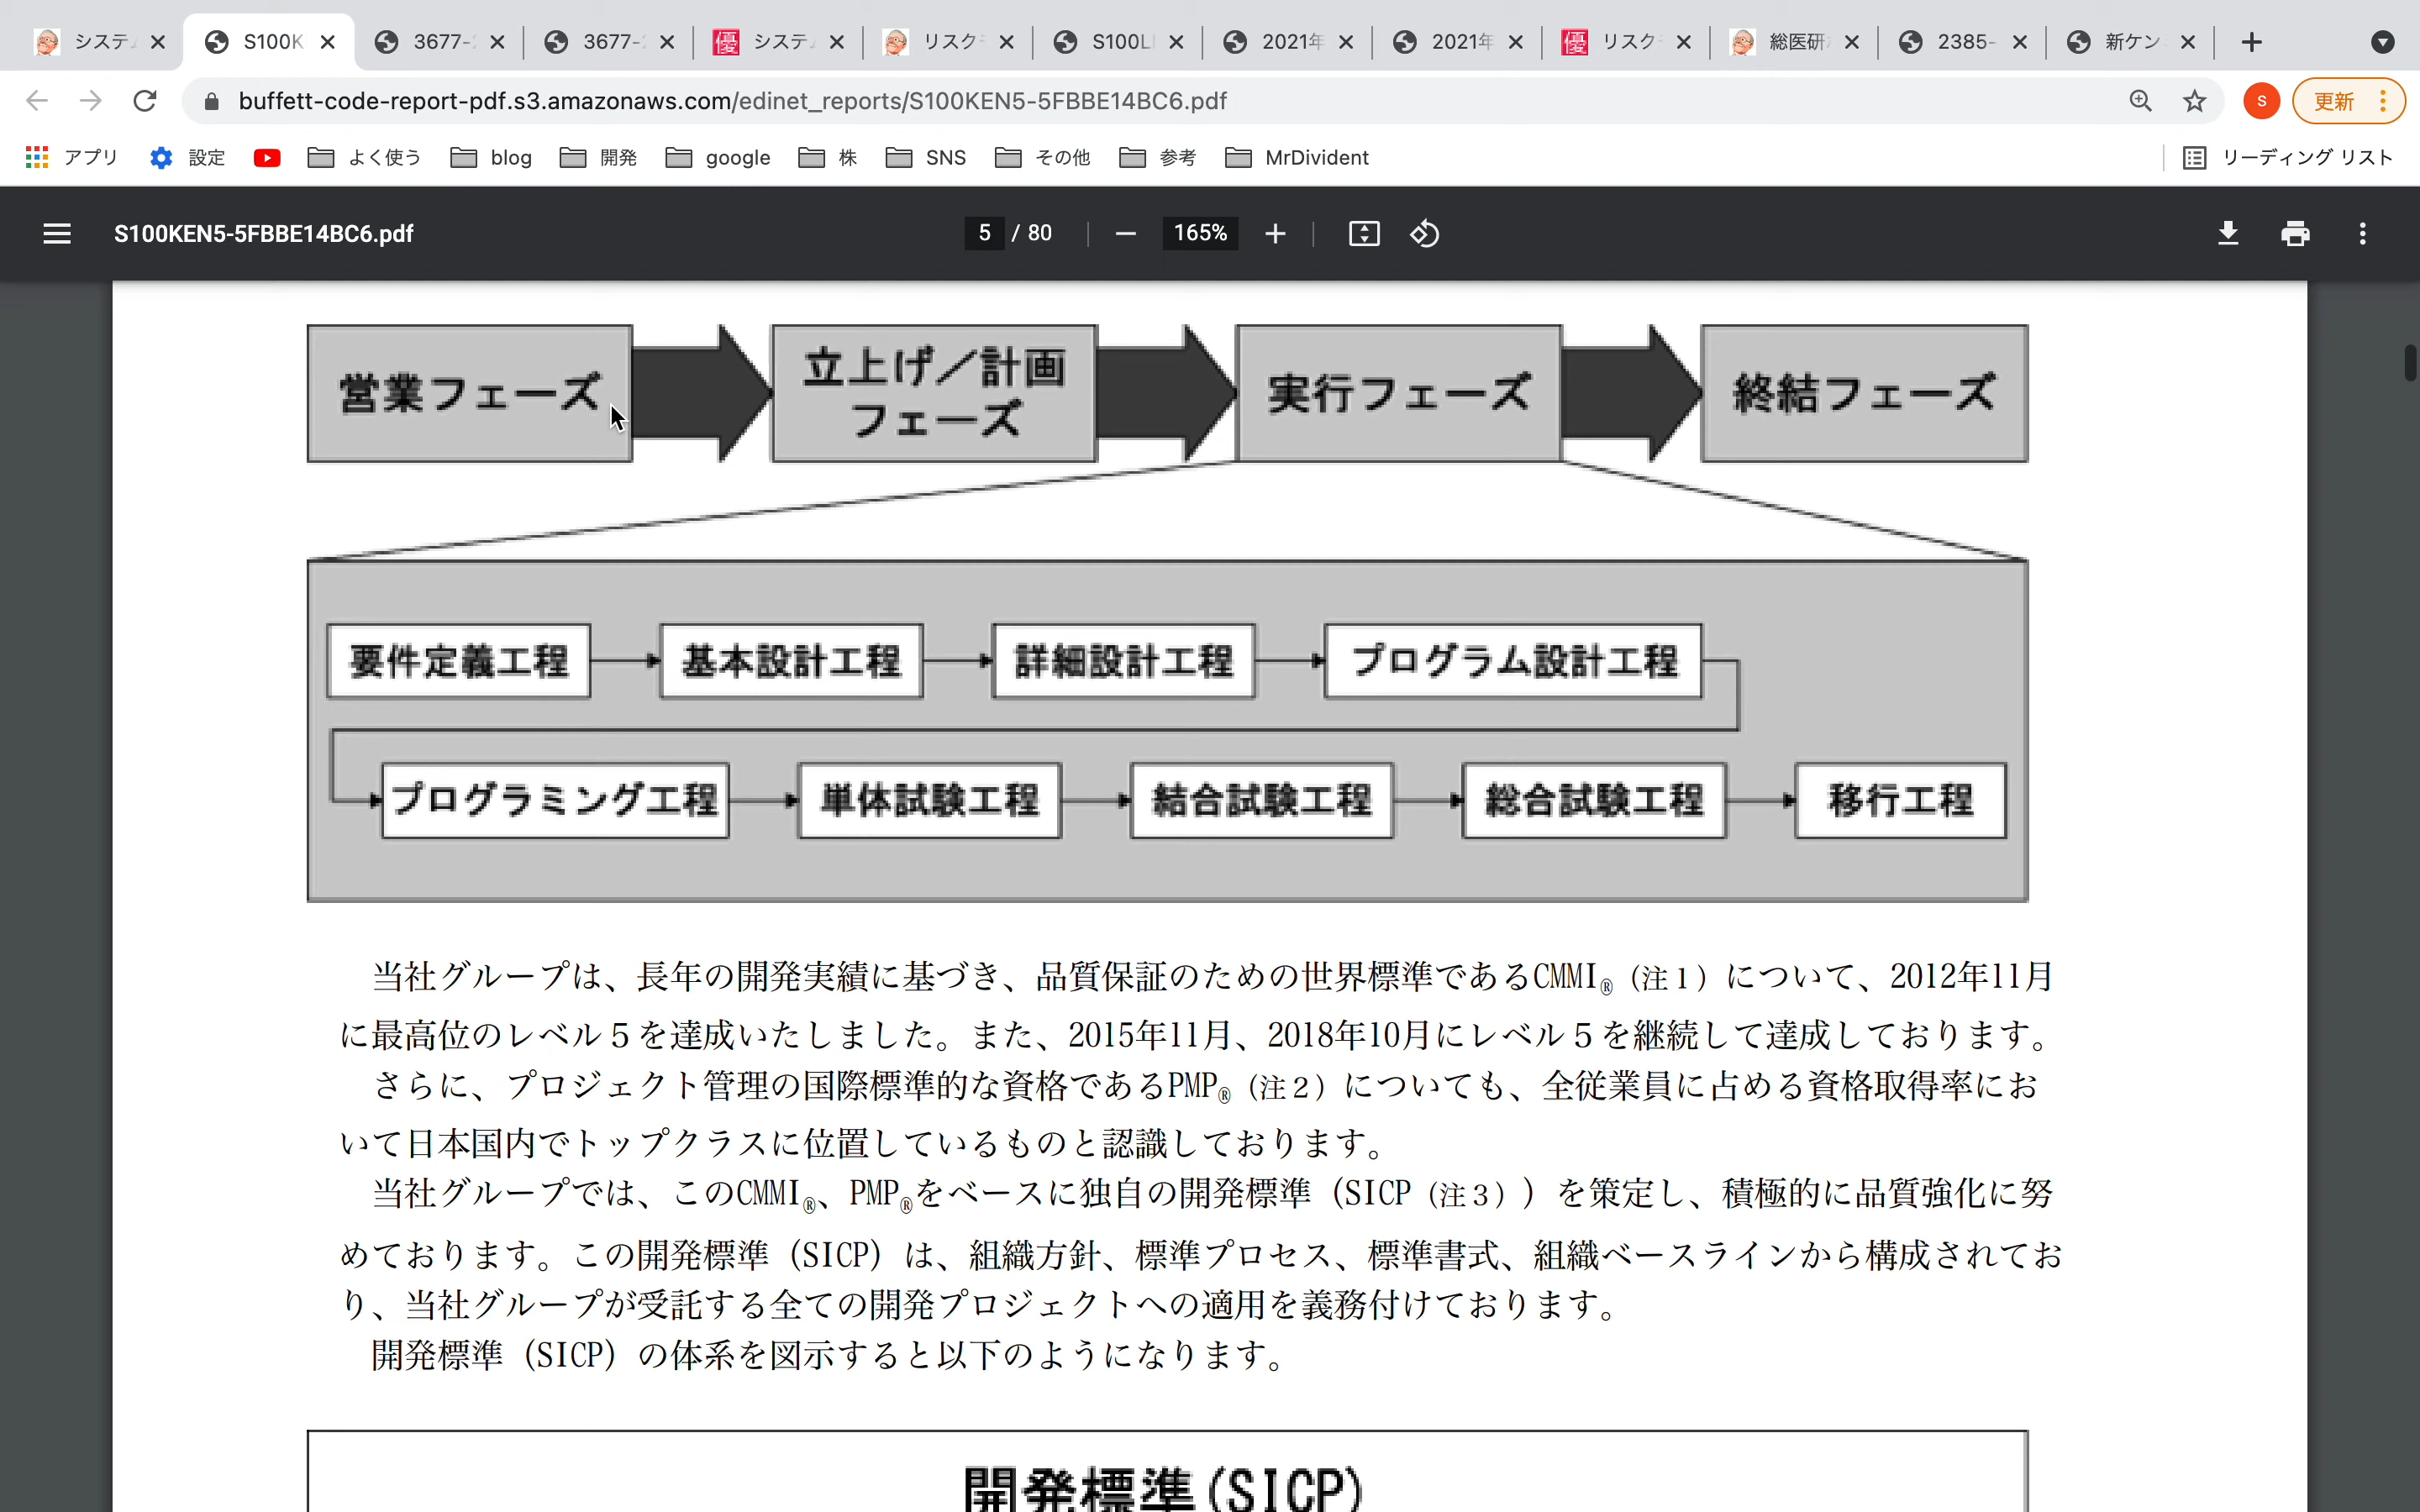 システム
S100K
3677-
3677-
システ
リスク
S100L
2021年
2021年
リスク
総医研
2385-
新ケン
buffett-code-report-pdf.s3.amazonaws.com/edinet_reports/S100KEN5-5FBBE14BC6.pdf
S
更新
アプリ
設定
よく使う
blog
開発
google
株
SNS
その他
参考
MrDivident
リーディング リスト
S100KEN5-5FBBE14BC6.pdf
5 / 80
165%
営業フェーズ
立上げ／計画
フェーズ
実行フェーズ
終結フェーズ
要件定義工程
基本設計工程
詳細設計工程
プログラム設計工程
プログラミング工程
単体試験工程
結合試験工程
総合試験工程
移行工程
当社グループは、長年の開発実績に基づき、品質保証のための世界標準であるCMMI®（注１）について、2012年11月
に最高位のレベル５を達成いたしました。また、2015年11月、2018年10月にレベル５を継続して達成しております。
さらに、プロジェクト管理の国際標準的な資格であるPMP®（注２）についても、全従業員に占める資格取得率にお
いて日本国内でトップクラスに位置しているものと認識しております。
当社グループでは、このCMMI®、PMP®をベースに独自の開発標準（SICP（注３））を策定し、積極的に品質強化に努
めております。この開発標準（SICP）は、組織方針、標準プロセス、標準書式、組織ベースラインから構成されてお
り、当社グループが受託する全ての開発プロジェクトへの適用を義務付けております。
開発標準（SICP）の体系を図示すると以下のようになります。
開発標準(SICP)